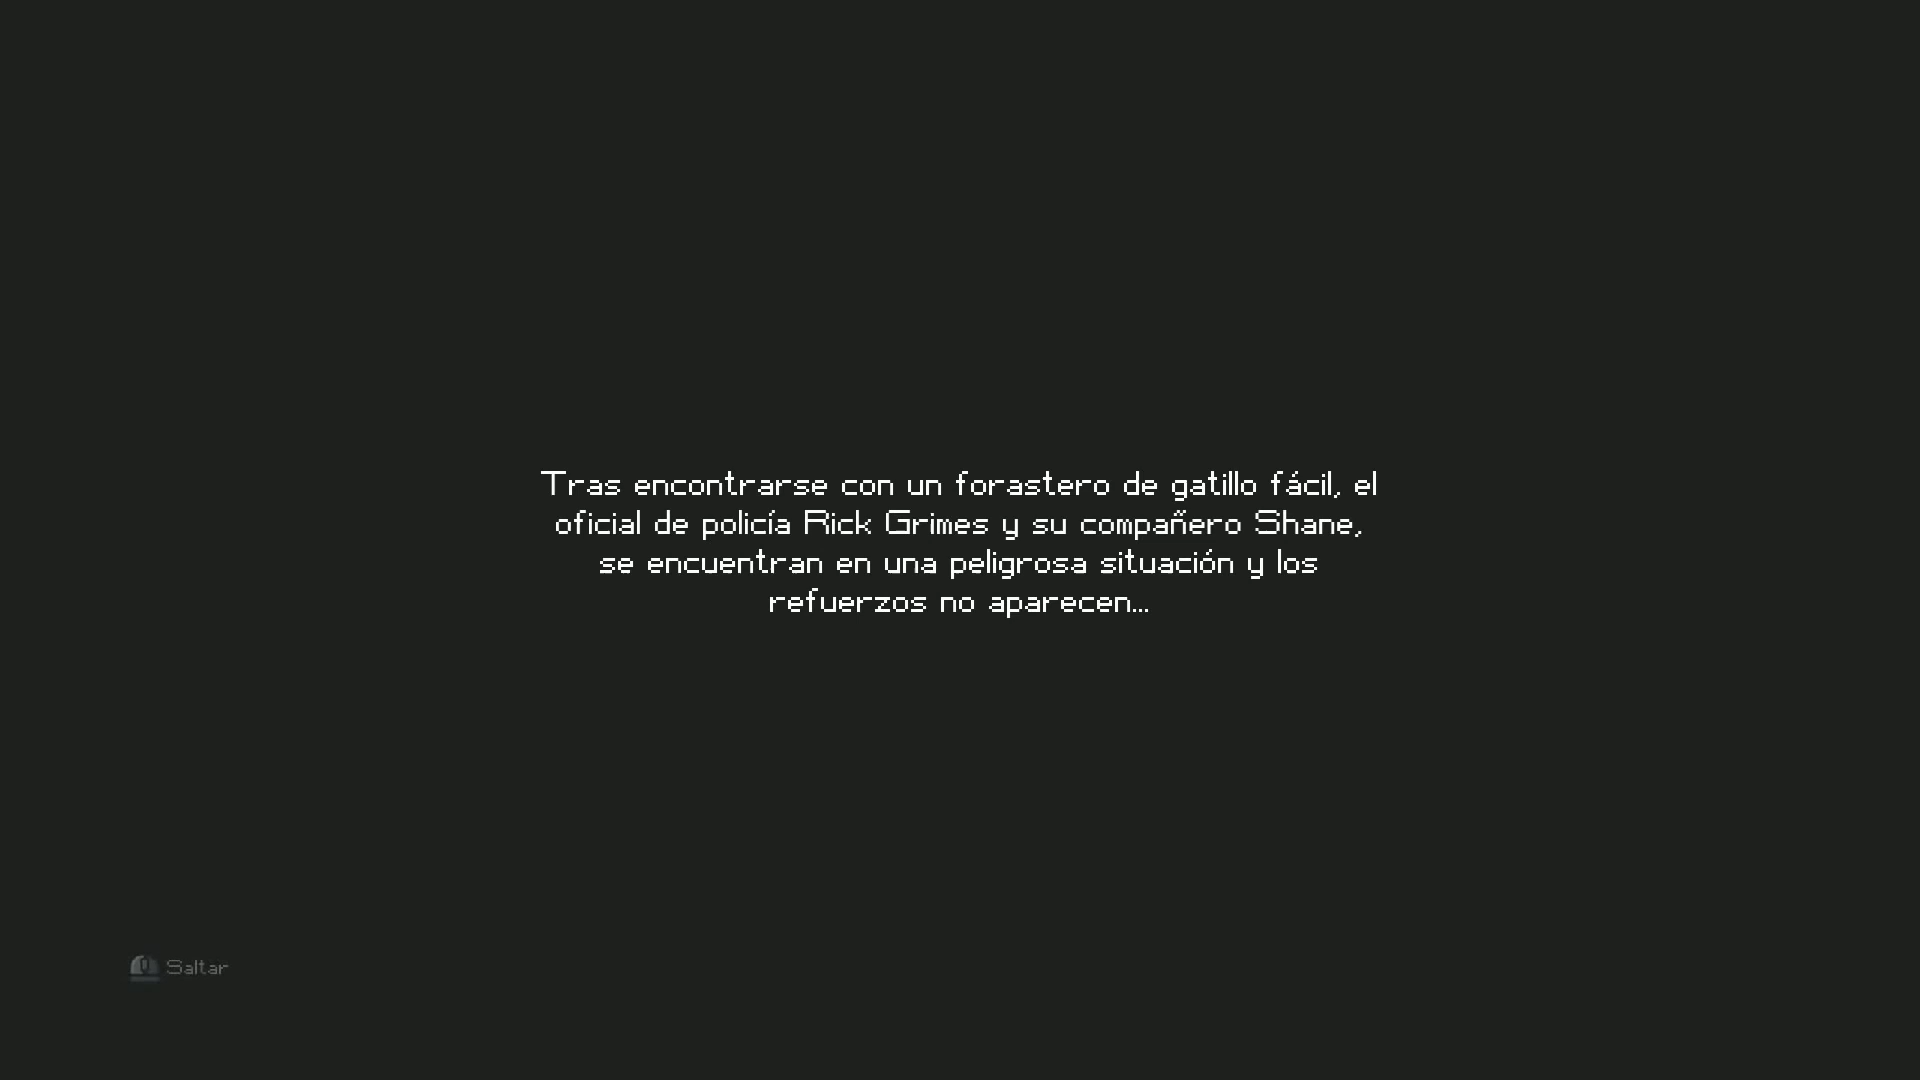 Tras encontrarse con un forastero de gatillo fácil, el
oficial de policía Rick Grimes y su compañero Shane,
se encuentran en una peligrosa situación y los
refuerzos no aparecen...
Saltar